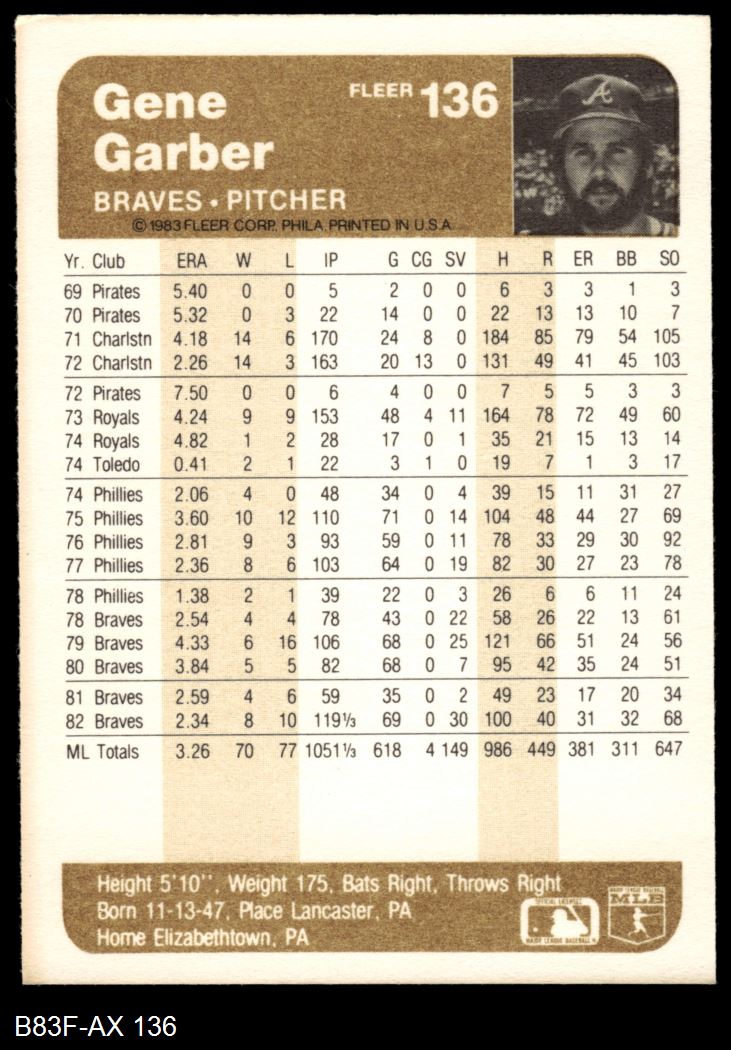 Gene
Garber
FLEER 136
BRAVES • PITCHER
© 1983 FLEER CORP. PHILA. PRINTED IN U.S.A.
Yr. Club ERA W L IP G CG SV H R ER BB SO
69 Pirates 5.40 0 0 5 2 0 0 6 3 3 1 3
70 Pirates 5.32 0 3 22 14 0 0 22 13 13 10 7
71 Charlstn 4.18 14 6 170 24 8 0 184 85 79 54 105
72 Charlstn 2.26 14 3 163 20 13 0 131 49 41 45 103
72 Pirates 7.50 0 0 6 4 0 0 7 5 5 3 3
73 Royals 4.24 9 9 153 48 4 11 164 78 72 49 60
74 Royals 4.82 1 2 28 17 0 1 35 21 15 13 14
74 Toledo 0.41 2 1 22 3 1 0 19 7 1 3 17
74 Phillies 2.06 4 0 48 34 0 4 39 15 11 31 27
75 Phillies 3.60 10 12 110 71 0 14 104 48 44 27 69
76 Phillies 2.81 9 3 93 59 0 11 78 33 29 30 92
77 Phillies 2.36 8 6 103 64 0 19 82 30 27 23 78
78 Phillies 1.38 2 1 39 22 0 3 26 6 6 11 24
78 Braves 2.54 4 4 78 43 0 22 58 26 22 13 61
79 Braves 4.33 6 16 106 68 0 25 121 66 51 24 56
80 Braves 3.84 5 5 82 68 0 7 95 42 35 24 51
81 Braves 2.59 4 6 59 35 0 2 49 23 17 20 34
82 Braves 2.34 8 10 119⅓ 69 0 30 100 40 31 32 68
ML Totals 3.26 70 77 1051⅓ 618 4 149 986 449 381 311 647
Height 5'10'', Weight 175, Bats Right, Throws Right
Born 11-13-47, Place Lancaster, PA
Home Elizabethtown, PA
OFFICIAL LICENSEE
MAJOR LEAGUE BASEBALL
MAJOR LEAGUE BASEBALL
B83F-AX 136